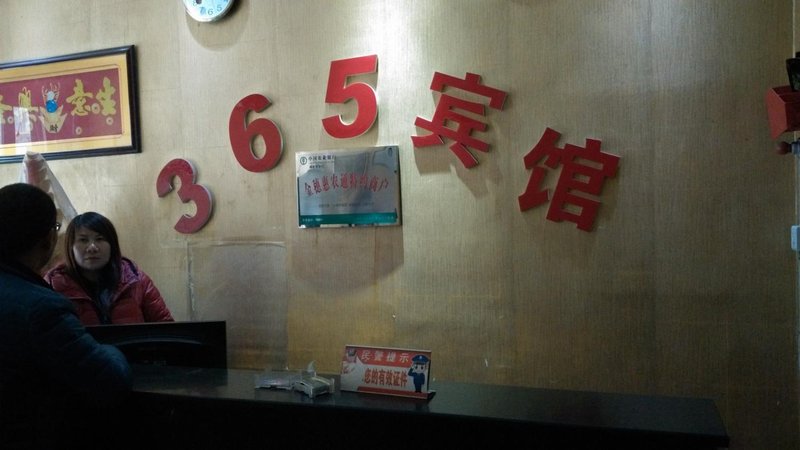 意生
365宾馆
中国农业银行
金穗惠农通特约商户
民警提示
您的有效证件